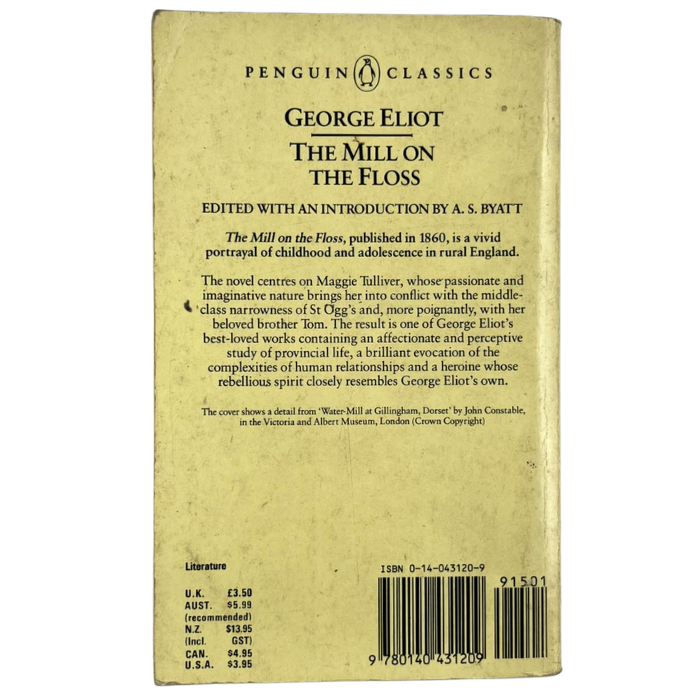 PENGUIN CLASSICS
GEORGE ELIOT
THE MILL ON
THE FLOSS
EDITED WITH AN INTRODUCTION BY A. S. BYATT
The Mill on the Floss, published in 1860, is a vivid
portrayal of childhood and adolescence in rural England.
The novel centres on Maggie Tulliver, whose passionate and
imaginative nature brings her into conflict with the middle-
class narrowness of St Ogg's and, more poignantly, with her
beloved brother Tom. The result is one of George Eliot's
best-loved works containing an affectionate and perceptive
study of provincial life, a brilliant evocation of the
complexities of human relationships and a heroine whose
rebellious spirit closely resembles George Eliot's own.
The cover shows a detail from 'Water-Mill at Gillingham, Dorset' by John Constable,
in the Victoria and Albert Museum, London (Crown Copyright)
Literature
U.K. £3.50
AUST. $5.99
(recommended)
N.Z. $13.95
(Incl. GST)
CAN. $4.95
U.S.A. $3.95
ISBN 0-14-043120-9
91501
9 780140 431209